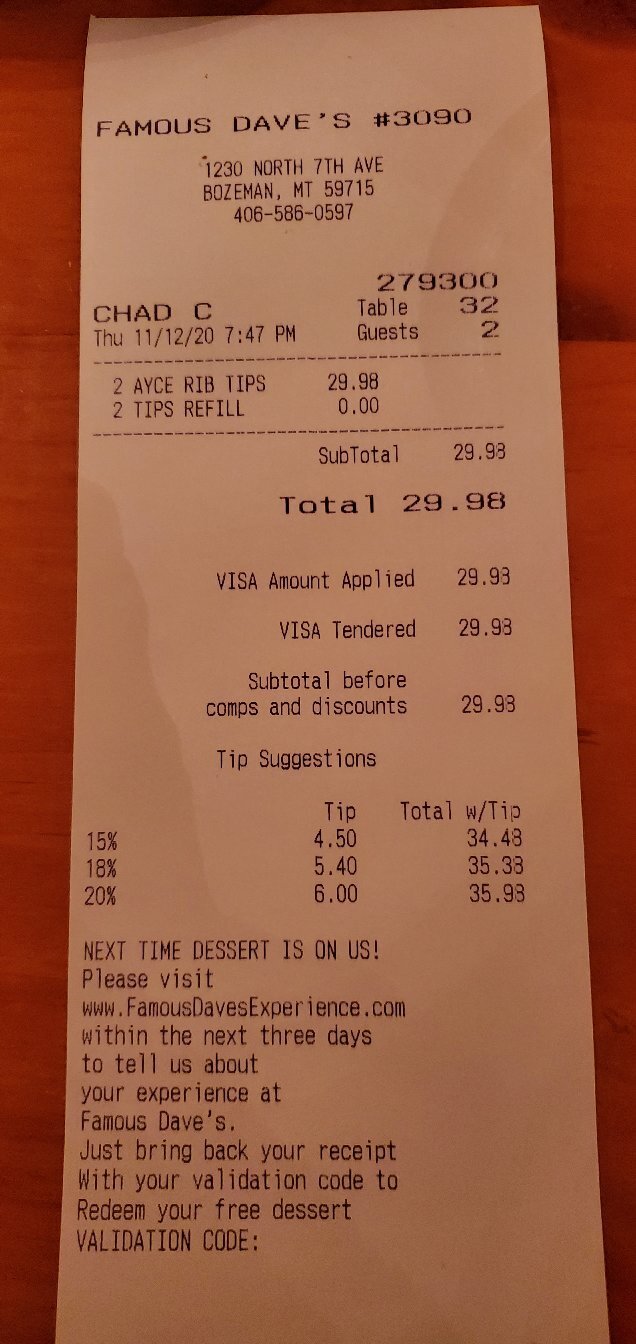 FAMOUS DAVE'S #3090
1230 NORTH 7TH AVE
BOZEMAN, MT 59715
406-586-0597
279300
CHAD C Table 32
Thu 11/12/20 7:47 PM Guests 2
2 AYCE RIB TIPS 29.98
2 TIPS REFILL 0.00
SubTotal 29.98
Total 29.98
VISA Amount Applied 29.98
VISA Tendered 29.98
Subtotal before
comps and discounts 29.98
Tip Suggestions
Tip Total w/Tip
15% 4.50 34.48
18% 5.40 35.38
20% 6.00 35.98
NEXT TIME DESSERT IS ON US!
Please visit
www.FamousDavesExperience.com
within the next three days
to tell us about
your experience at
Famous Dave's.
Just bring back your receipt
With your validation code to
Redeem your free dessert
VALIDATION CODE: